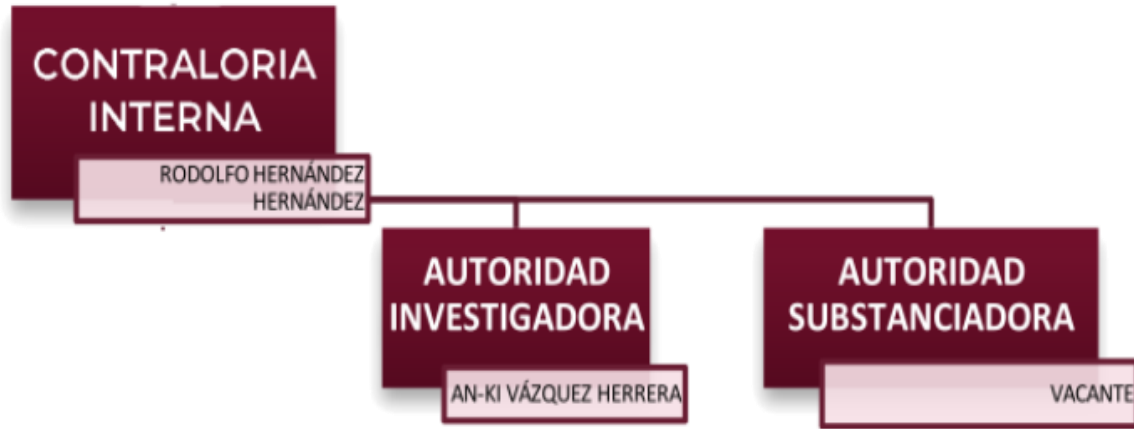 CONTRALORIA
INTERNA
RODOLFO HERNÁNDEZ
HERNÁNDEZ
AUTORIDAD
INVESTIGADORA
AN-KI VÁZQUEZ HERRERA
AUTORIDAD
SUBSTANCIADORA
VACANTE